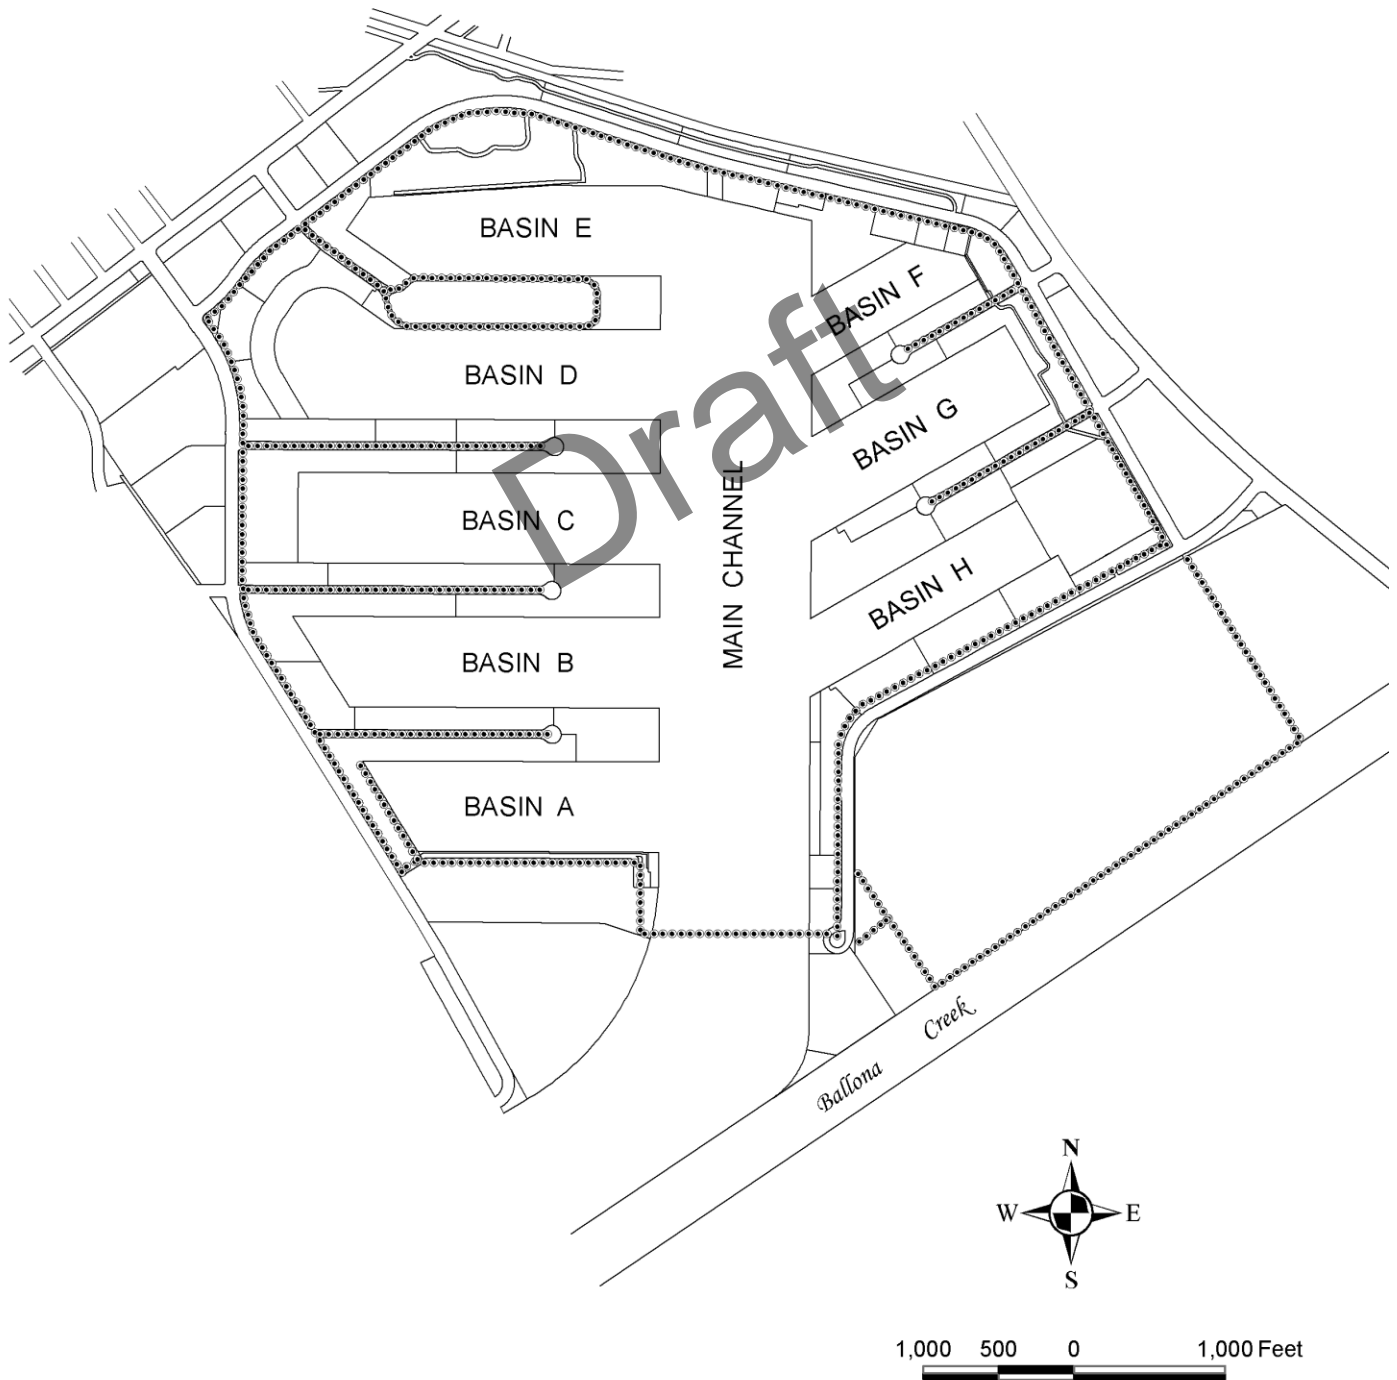 BASIN E
BASIN F
BASIN D
Draft
BASIN G
BASIN C
MAIN CHANNEL
BASIN H
BASIN B
BASIN A
Ballona Creek
N
W E
S
1,000 500 0 1,000 Feet